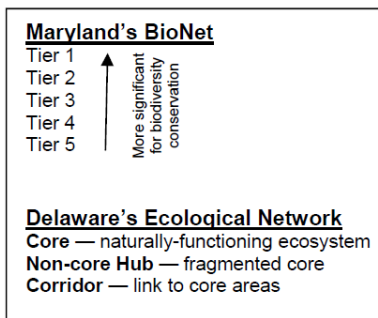 Maryland's BioNet
Tier 1
Tier 2
Tier 3
Tier 4
Tier 5
More significant
for biodiversity
conservation
Delaware's Ecological Network
Core — naturally-functioning ecosystem
Non-core Hub — fragmented core
Corridor — link to core areas